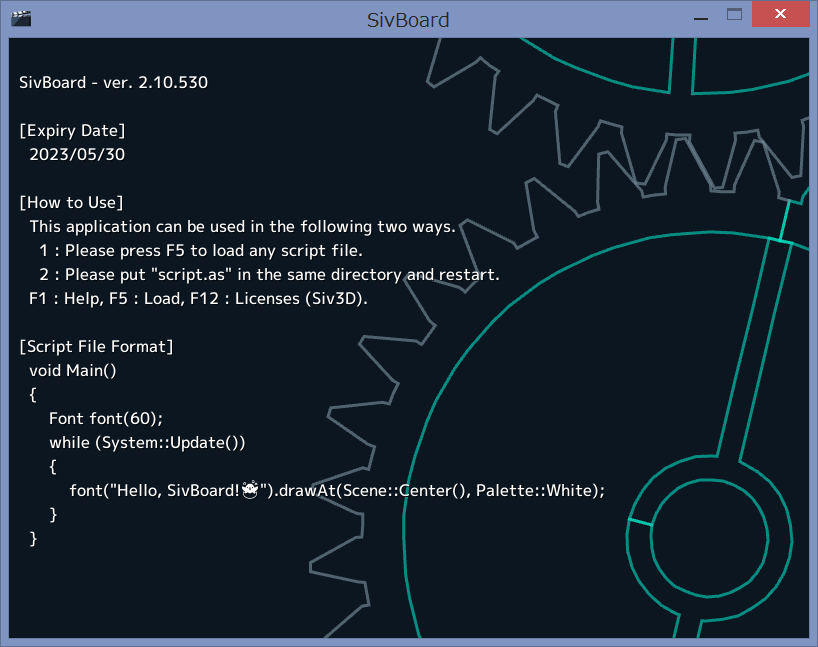 SivBoard
SivBoard - ver. 2.10.530
[Expiry Date]
2023/05/30
[How to Use]
This application can be used in the following two ways.
1 : Please press F5 to load any script file.
2 : Please put "script.as" in the same directory and restart.
F1 : Help, F5 : Load, F12 : Licenses (Siv3D).
[Script File Format]
void Main()
{
Font font(60);
while (System::Update())
{
font("Hello, SivBoard!👾").drawAt(Scene::Center(), Palette::White);
}
}